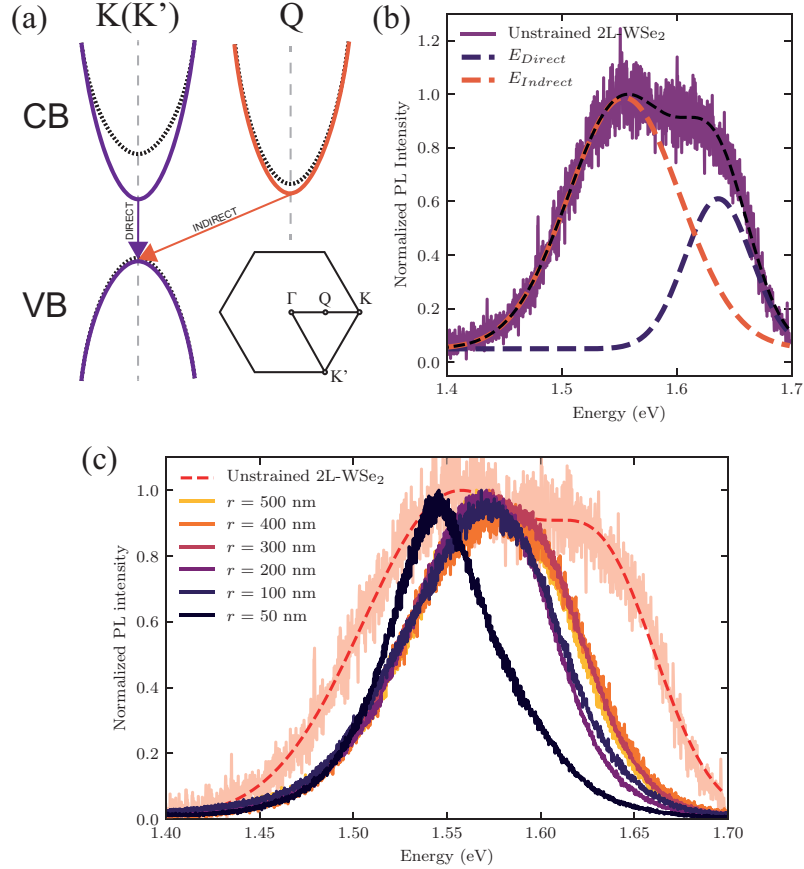 (a)
K(K’)
Q
CB
DIRECT
INDIRECT
VB
Γ
Q
K
K’
(b)
Unstrained 2L-WSe₂
E_Direct
E_Indrect
Normalized PL Intensity
1.2
1.0
0.8
0.6
0.4
0.2
0.0
1.4
1.5
1.6
1.7
Energy (eV)
(c)
Unstrained 2L-WSe₂
r = 500 nm
r = 400 nm
r = 300 nm
r = 200 nm
r = 100 nm
r = 50 nm
Normalized PL intensity
1.0
0.8
0.6
0.4
0.2
0.0
1.40
1.45
1.50
1.55
1.60
1.65
1.70
Energy (eV)